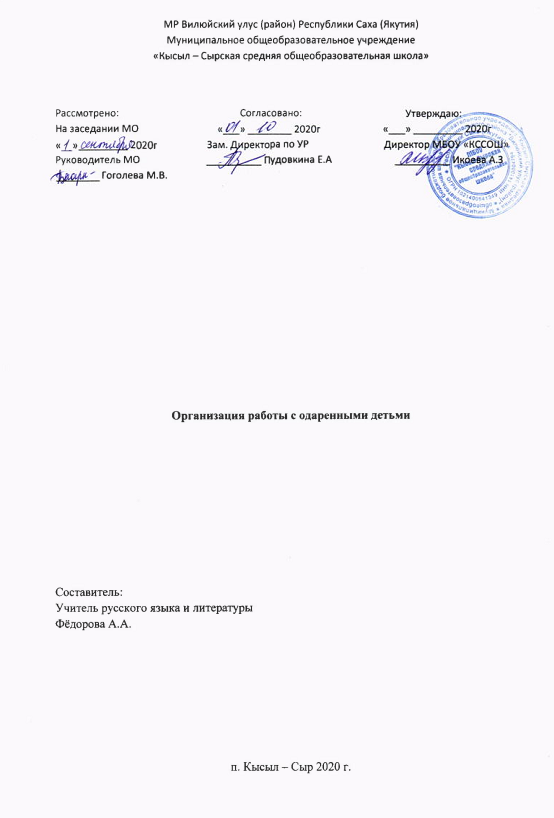 МР Вилюйский улус (район) Республики Саха (Якутия)
Муниципальное общеобразовательное учреждение
«Кысыл – Сырская средняя общеобразовательная школа»
Рассмотрено:
На заседании МО
« 1 » сентября 2020г
Руководитель МО
Гоголева М.В.
Согласовано:
« 01 » 10 2020г
Зам. Директора по УР
Пудовкина Е.А
Утверждаю:
«___» _________ 2020г
Директор МБОУ «КССОШ»
Икоева А.З
Организация работы с одаренными детьми
Составитель:
Учитель русского языка и литературы
Фёдорова А.А.
п. Кысыл – Сыр 2020 г.